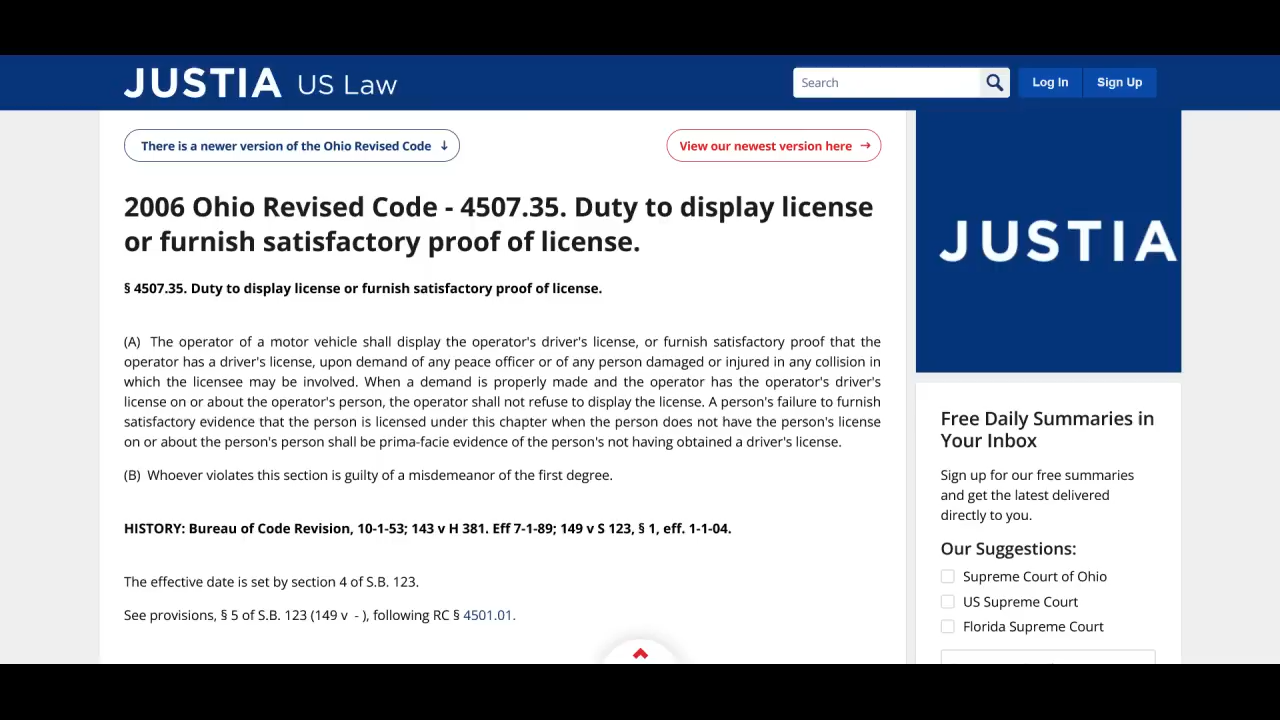 JUSTIA US Law
Search
Log In
Sign Up
There is a newer version of the Ohio Revised Code ↓
View our newest version here →
2006 Ohio Revised Code - 4507.35. Duty to display license
or furnish satisfactory proof of license.
§ 4507.35. Duty to display license or furnish satisfactory proof of license.
(A) The operator of a motor vehicle shall display the operator's driver's license, or furnish satisfactory proof that the
operator has a driver's license, upon demand of any peace officer or of any person damaged or injured in any collision in
which the licensee may be involved. When a demand is properly made and the operator has the operator's driver's
license on or about the operator's person, the operator shall not refuse to display the license. A person's failure to furnish
satisfactory evidence that the person is licensed under this chapter when the person does not have the person's license
on or about the person's person shall be prima-facie evidence of the person's not having obtained a driver's license.
(B) Whoever violates this section is guilty of a misdemeanor of the first degree.
HISTORY: Bureau of Code Revision, 10-1-53; 143 v H 381. Eff 7-1-89; 149 v S 123, § 1, eff. 1-1-04.
The effective date is set by section 4 of S.B. 123.
See provisions, § 5 of S.B. 123 (149 v - ), following RC § 4501.01.
JUSTIA
Free Daily Summaries in
Your Inbox
Sign up for our free summaries
and get the latest delivered
directly to you.
Our Suggestions:
Supreme Court of Ohio
US Supreme Court
Florida Supreme Court